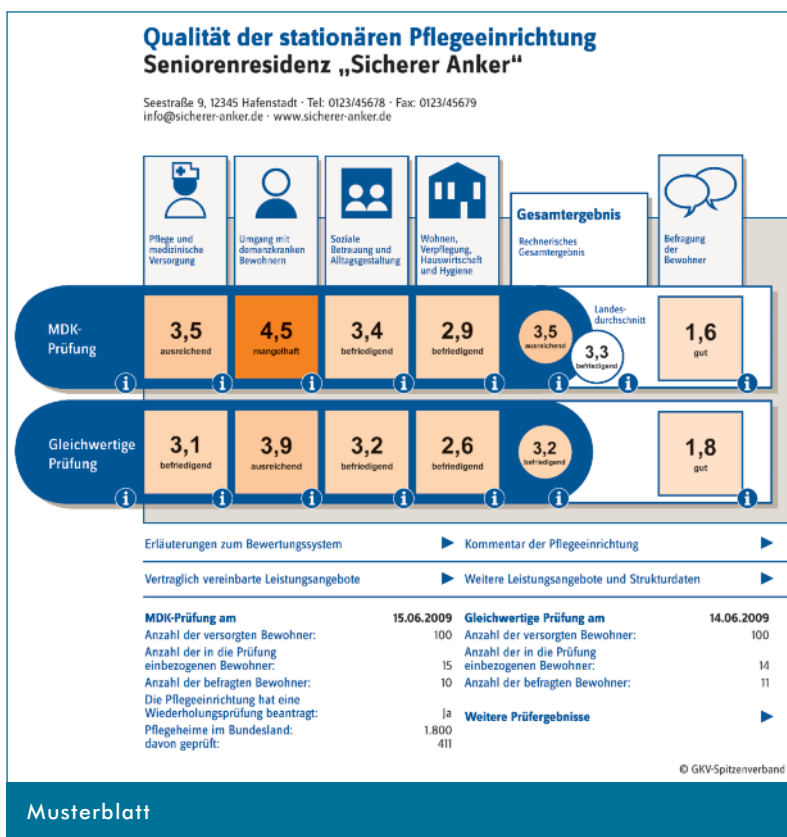 Qualität der stationären Pflegeeinrichtung
Seniorenresidenz „Sicherer Anker“
Seestraße 9, 12345 Hafenstadt · Tel: 0123/45678 · Fax: 0123/45679
info@sicherer-anker.de · www.sicherer-anker.de
Pflege und
medizinische
Versorgung
Umgang mit
demenzkranken
Bewohnern
Soziale
Betreuung und
Alltagsgestaltung
Wohnen,
Verpflegung,
Hauswirtschaft
und Hygiene
Gesamtergebnis
Rechnerisches
Gesamtergebnis
Befragung
der
Bewohner
MDK-
Prüfung
3,5
ausreichend
4,5
mangelhaft
3,4
befriedigend
2,9
befriedigend
3,5
ausreichend
Landes-
durchschnitt
3,3
befriedigend
1,6
gut
i i i i i i i i
Gleichwertige
Prüfung
3,1
befriedigend
3,9
ausreichend
3,2
befriedigend
2,6
befriedigend
3,2
befriedigend
1,8
gut
i i i i i i i
Erläuterungen zum Bewertungssystem
Kommentar der Pflegeeinrichtung
Vertraglich vereinbarte Leistungsangebote
Weitere Leistungsangebote und Strukturdaten
MDK-Prüfung am 15.06.2009
Anzahl der versorgten Bewohner: 100
Anzahl der in die Prüfung
einbezogenen Bewohner: 15
Anzahl der befragten Bewohner: 10
Die Pflegeeinrichtung hat eine
Wiederholungsprüfung beantragt: Ja
Pflegeheime im Bundesland: 1.800
davon geprüft: 411
Gleichwertige Prüfung am 14.06.2009
Anzahl der versorgten Bewohner: 100
Anzahl der in die Prüfung
einbezogenen Bewohner: 14
Anzahl der befragten Bewohner: 11
Weitere Prüfergebnisse
© GKV-Spitzenverband
Musterblatt